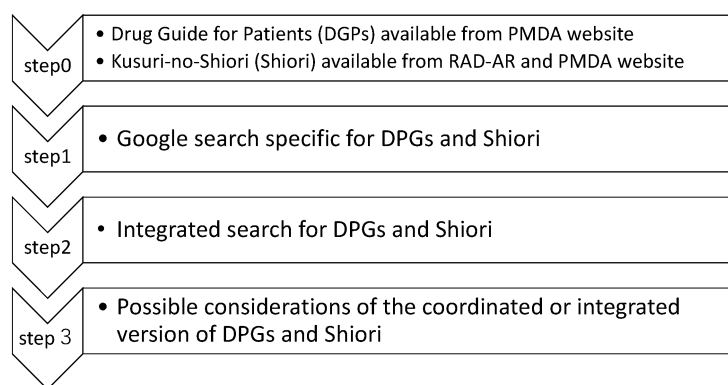 step0
• Drug Guide for Patients (DGPs) available from PMDA website
• Kusuri-no-Shiori (Shiori) available from RAD-AR and PMDA website
step1
• Google search specific for DPGs and Shiori
step2
• Integrated search for DPGs and Shiori
step 3
• Possible considerations of the coordinated or integrated
version of DPGs and Shiori